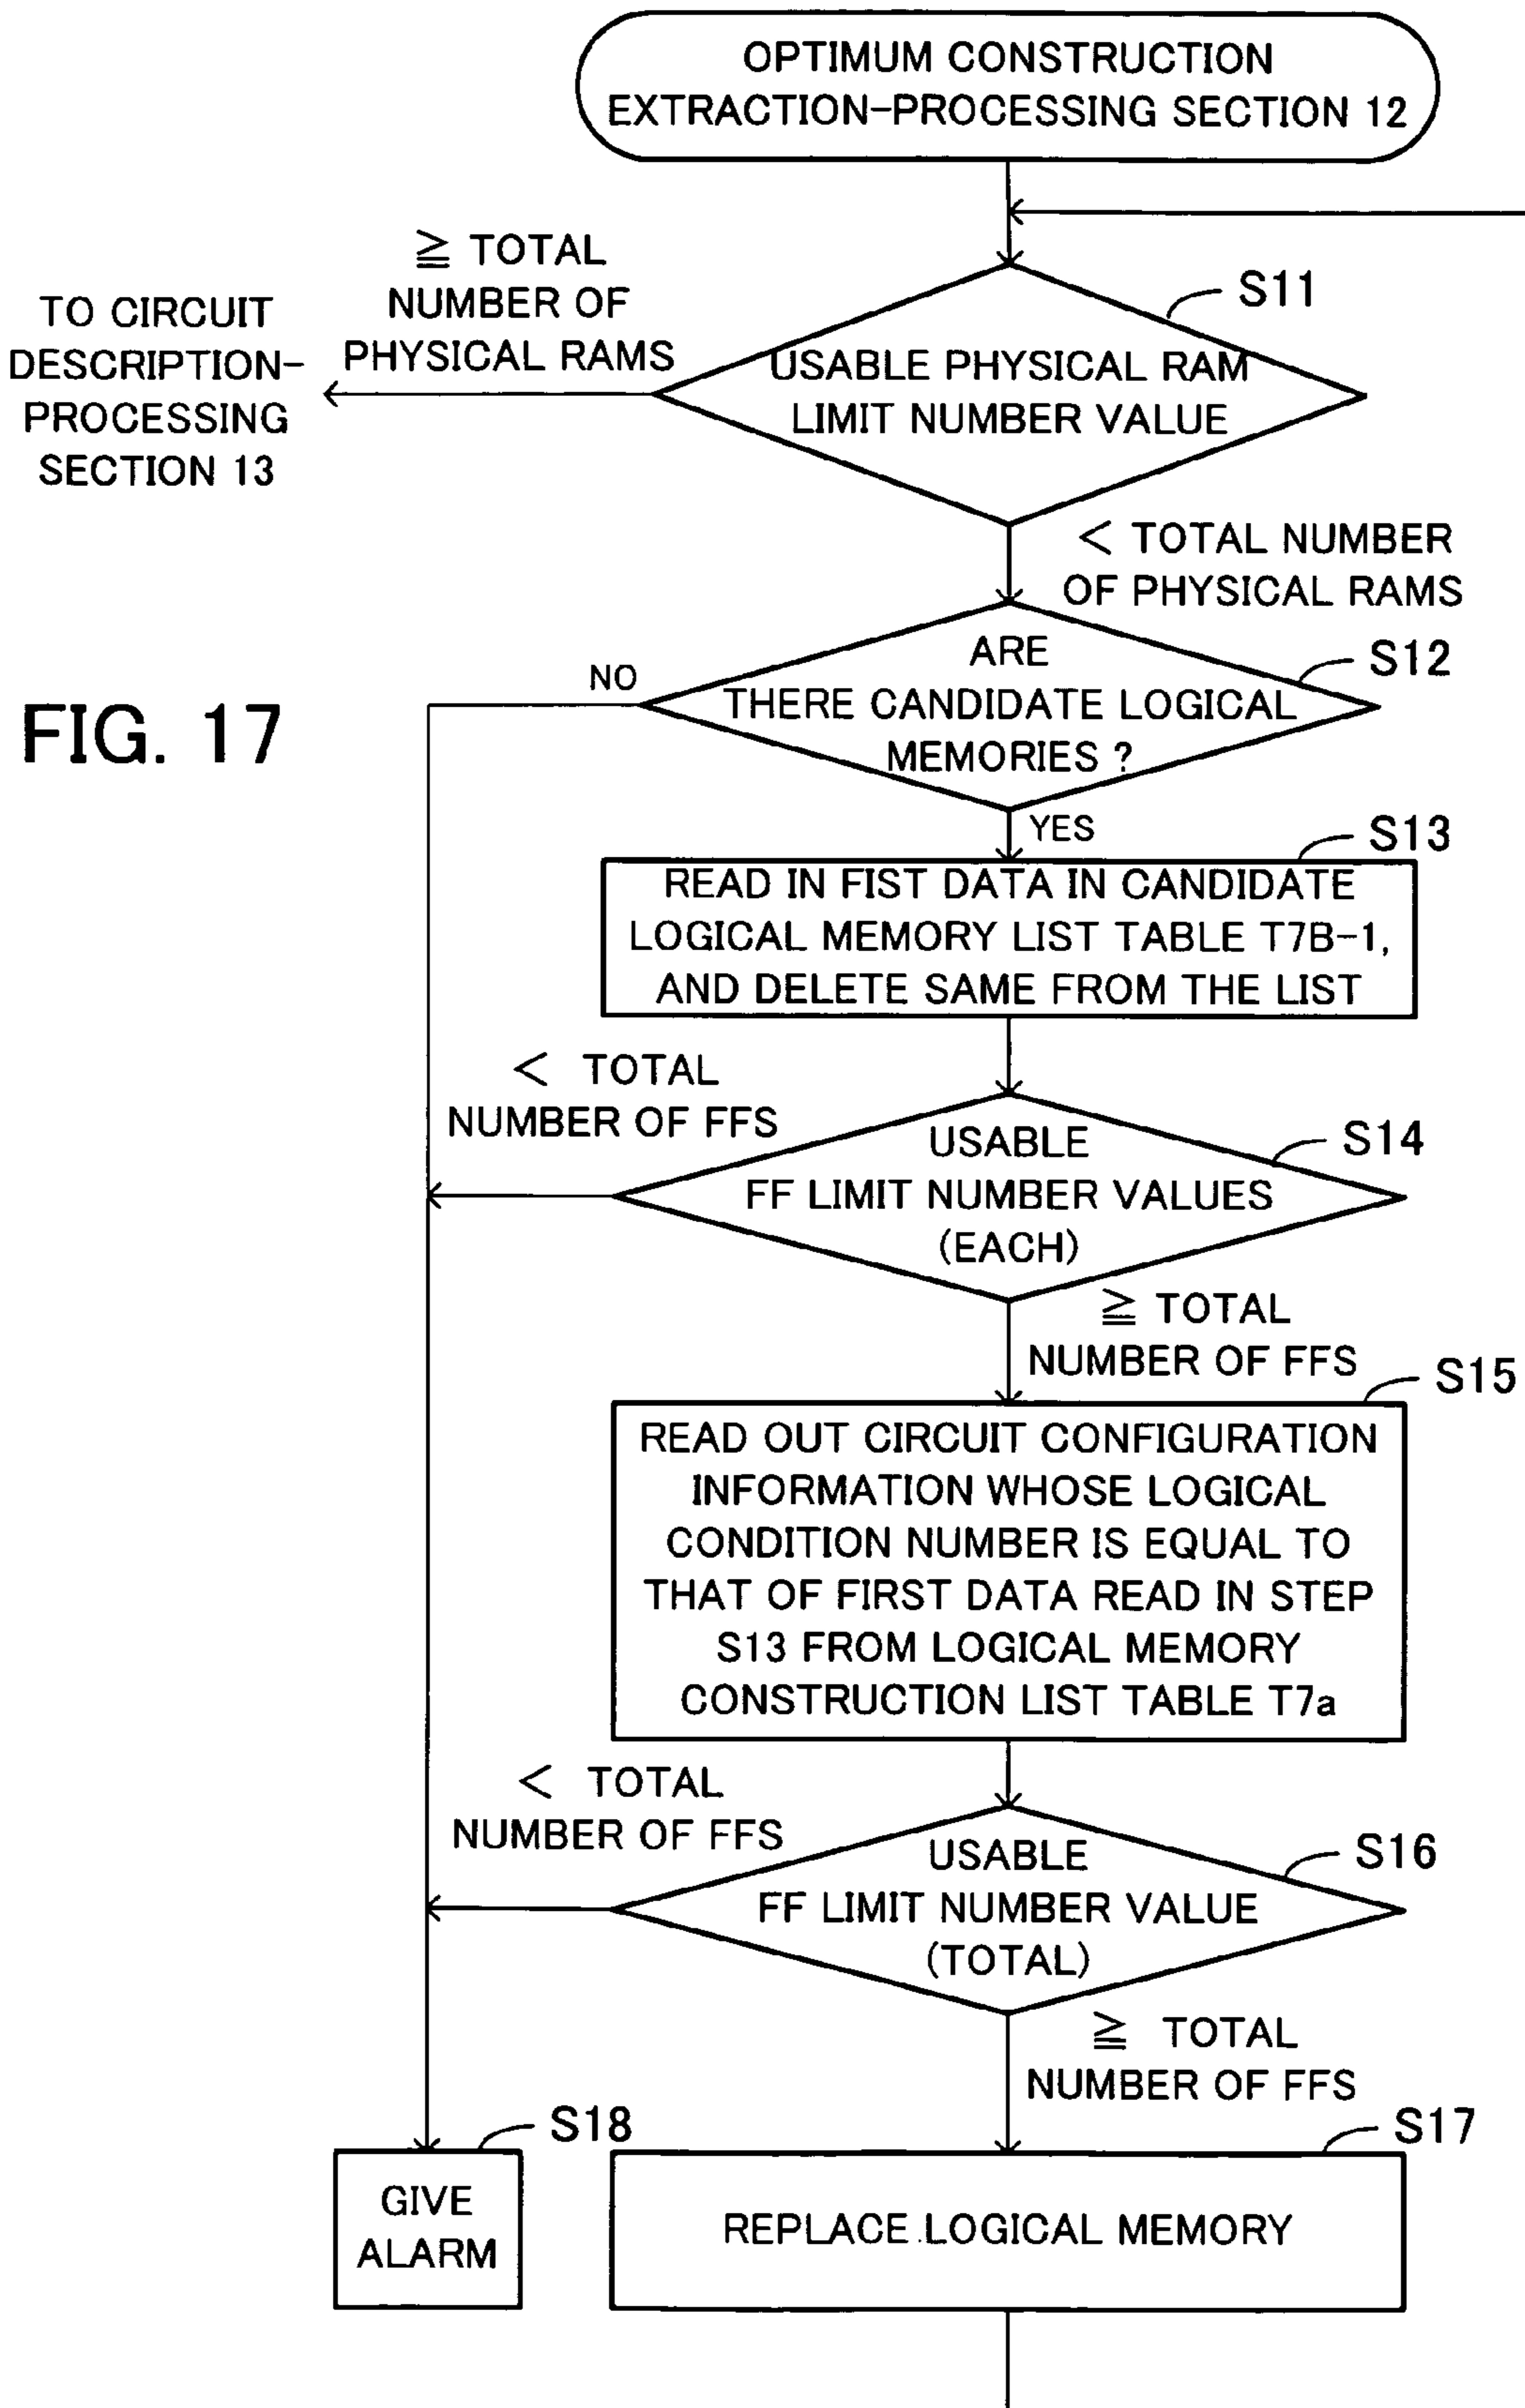 OPTIMUM CONSTRUCTION
EXTRACTION-PROCESSING SECTION 12
≧ TOTAL
NUMBER OF
PHYSICAL RAMS
TO CIRCUIT
DESCRIPTION-
PROCESSING
SECTION 13
S11
USABLE PHYSICAL RAM
LIMIT NUMBER VALUE
< TOTAL NUMBER
OF PHYSICAL RAMS
FIG. 17
NO
S12
ARE
THERE CANDIDATE LOGICAL
MEMORIES ?
YES
S13
READ IN FIST DATA IN CANDIDATE
LOGICAL MEMORY LIST TABLE T7B-1,
AND DELETE SAME FROM THE LIST
< TOTAL
NUMBER OF FFS
S14
USABLE
FF LIMIT NUMBER VALUES
(EACH)
≧ TOTAL
NUMBER OF FFS
S15
READ OUT CIRCUIT CONFIGURATION
INFORMATION WHOSE LOGICAL
CONDITION NUMBER IS EQUAL TO
THAT OF FIRST DATA READ IN STEP
S13 FROM LOGICAL MEMORY
CONSTRUCTION LIST TABLE T7a
< TOTAL
NUMBER OF FFS
S16
USABLE
FF LIMIT NUMBER VALUE
(TOTAL)
≧ TOTAL
NUMBER OF FFS
S18
GIVE
ALARM
S17
REPLACE LOGICAL MEMORY